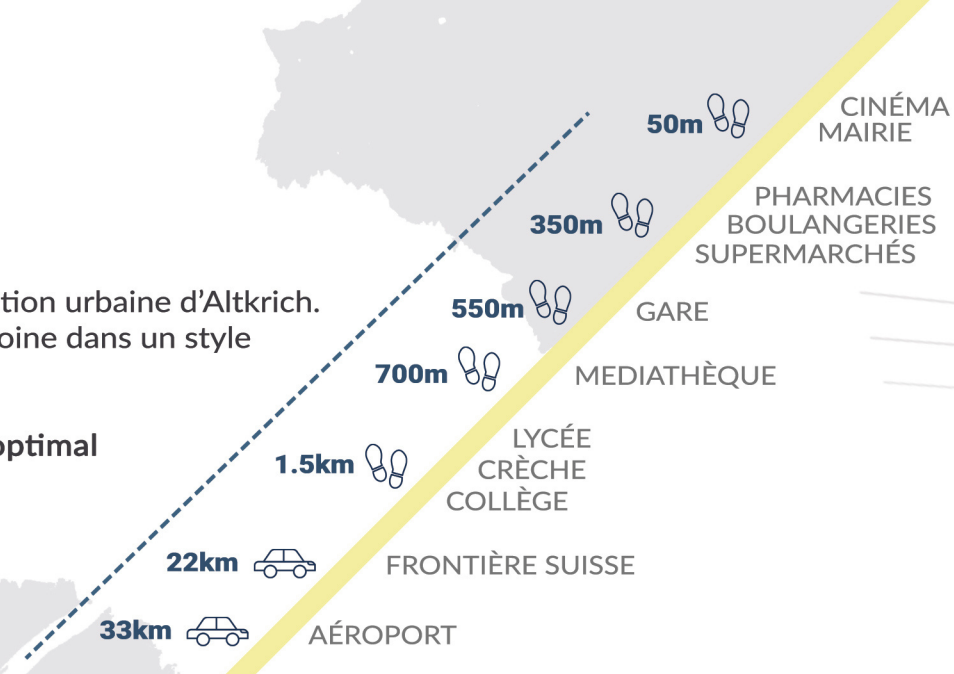 50m
CINÉMA
MAIRIE
350m
PHARMACIES
BOULANGERIES
SUPERMARCHÉS
tion urbaine d’Altkrich.
oine dans un style
550m
GARE
700m
MEDIATHÈQUE
optimal
1.5km
LYCÉE
CRÈCHE
COLLÈGE
22km
FRONTIÈRE SUISSE
33km
AÉROPORT